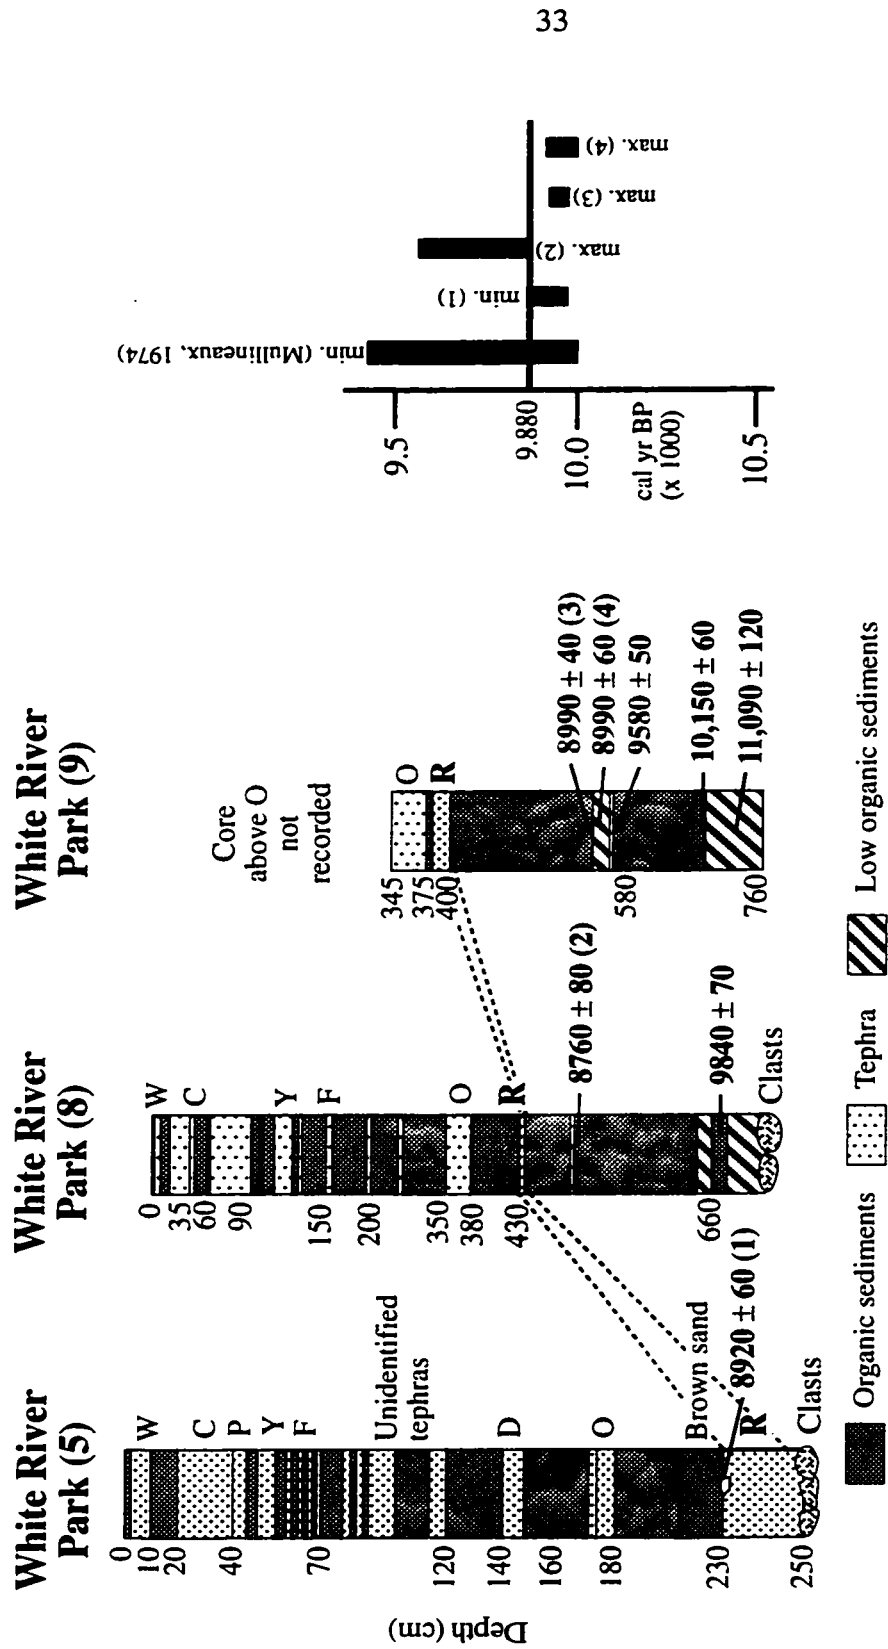 33
White River
Park (5)
White River
Park (8)
White River
Park (9)
Depth (cm)
0
10
20
40
70
120
140
160
180
230
250
W
C
P
Y
F
Unidentified
tephras
D
O
Brown sand
8920 ± 60 (1)
R
Clasts
0
35
60
90
150
200
350
380
430
660
W
C
Y
F
O
R
8760 ± 80 (2)
9840 ± 70
Clasts
Core
above O
not
recorded
345
375
400
580
760
O
R
8990 ± 40 (3)
8990 ± 60 (4)
9580 ± 50
10,150 ± 60
11,090 ± 120
9.5
9.880
10.0
10.5
cal yr BP
(x 1000)
min. (Mullineaux, 1974)
min. (1)
max. (2)
max. (3)
max. (4)
Organic sediments
Tephra
Low organic sediments